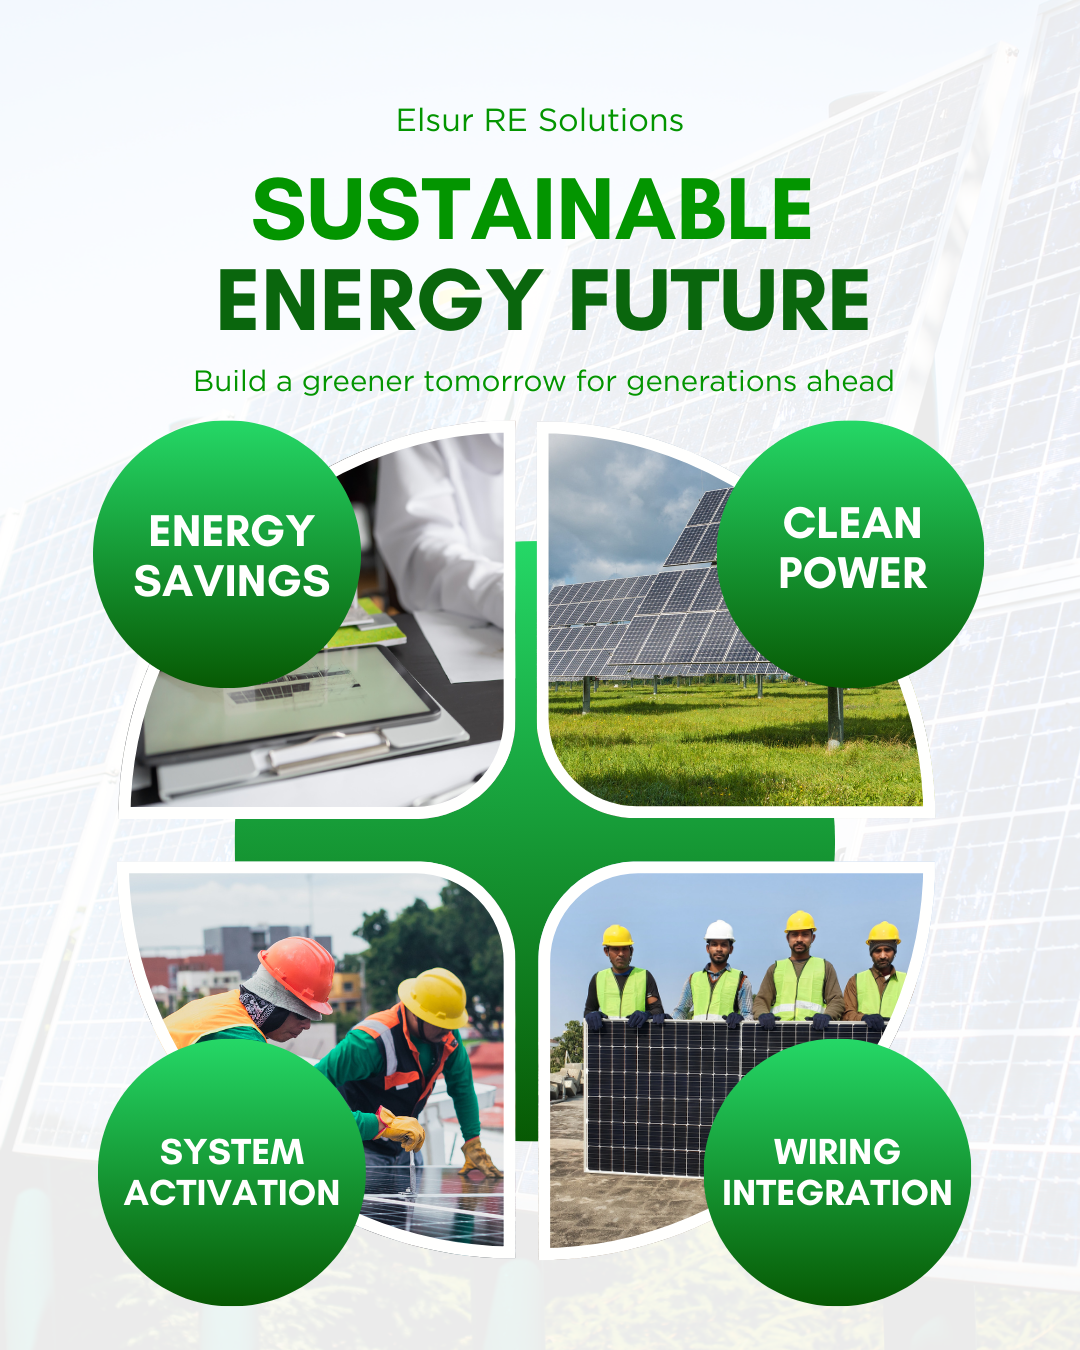 Elsur RE Solutions
SUSTAINABLE
ENERGY FUTURE
Build a greener tomorrow for generations ahead
ENERGY
SAVINGS
CLEAN
POWER
SYSTEM
ACTIVATION
WIRING
INTEGRATION